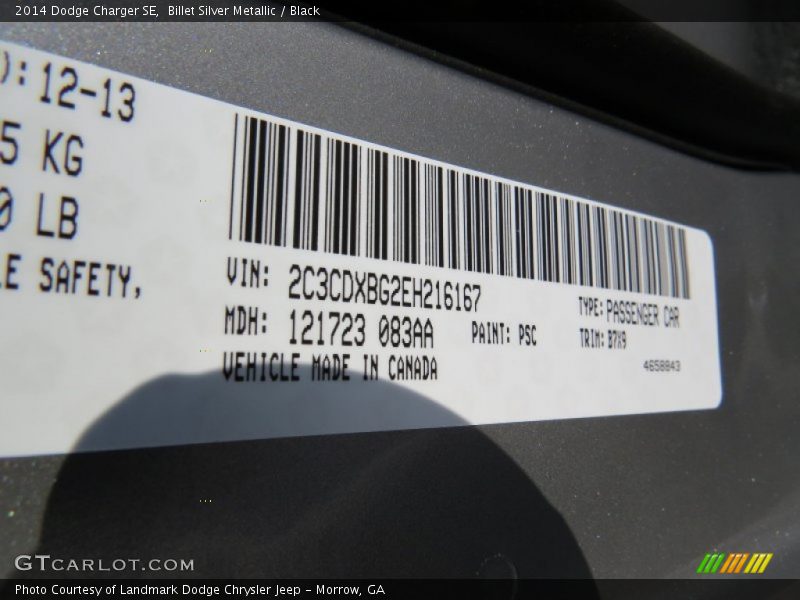 2014 Dodge Charger SE,  Billet Silver Metallic / Black
): 12-13
5 KG
0 LB
LE SAFETY,
VIN: 2C3CDXBG2EH216167
MDH: 121723 083AA
PAINT: PSC
VEHICLE MADE IN CANADA
TYPE: PASSENGER CAR
TRIM: B7X9
4658843
GTCARLOT.COM
Photo Courtesy of Landmark Dodge Chrysler Jeep - Morrow, GA